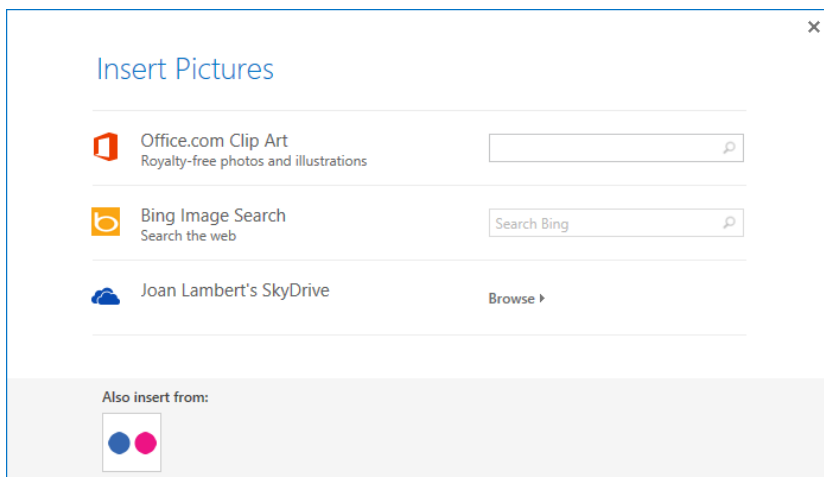 Insert Pictures
Office.com Clip Art
Royalty-free photos and illustrations
Bing Image Search
Search the web
Search Bing
Joan Lambert's SkyDrive
Browse
Also insert from: